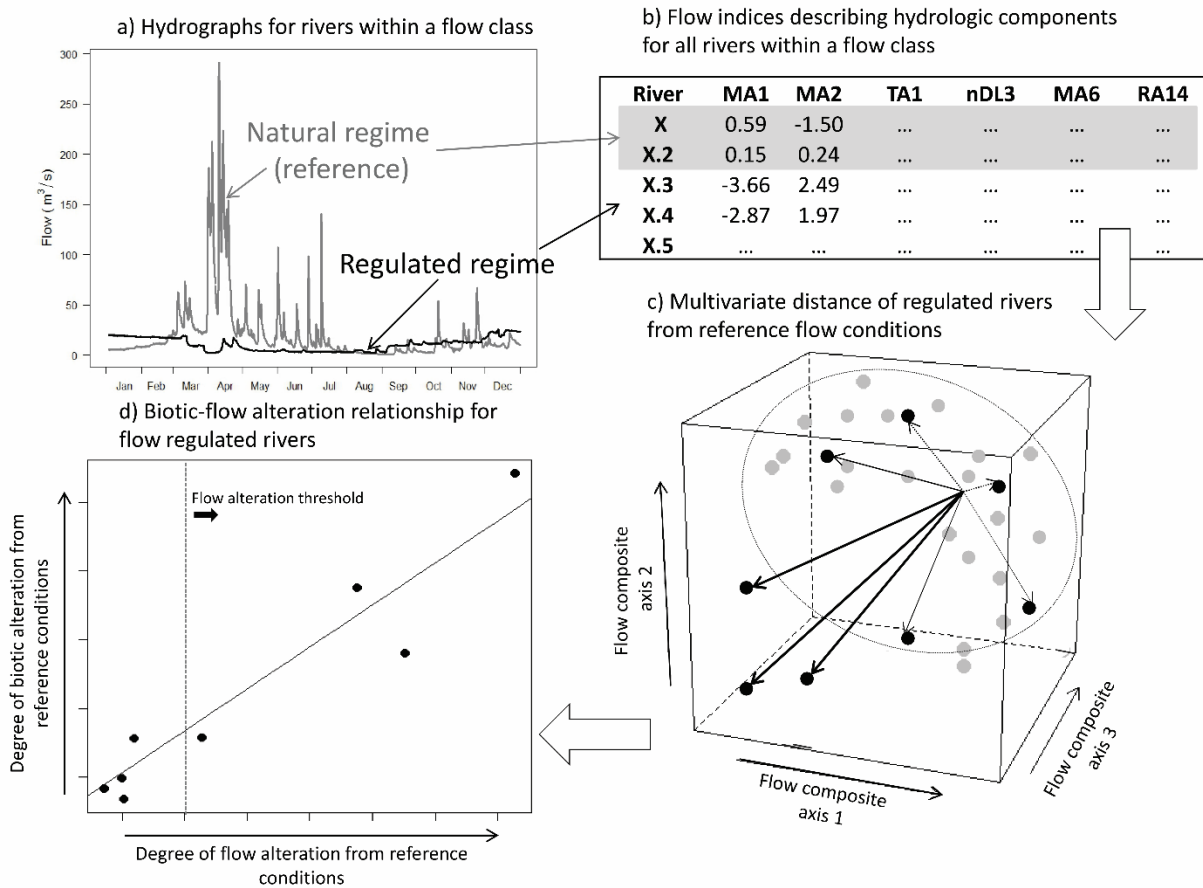 a) Hydrographs for rivers within a flow class
300
250
200
150
100
50
0
Flow ( m³/ s)
Natural regime
(reference)
Regulated regime
Jan Feb Mar Apr May Jun Jul Aug Sep Oct Nov Dec
b) Flow indices describing hydrologic components
for all rivers within a flow class
River MA1 MA2 TA1 nDL3 MA6 RA14
X 0.59 -1.50 ... ... ... ...
X.2 0.15 0.24 ... ... ... ...
X.3 -3.66 2.49 ... ... ... ...
X.4 -2.87 1.97 ... ... ... ...
X.5 ... ... ... ... ... ...
c) Multivariate distance of regulated rivers
from reference flow conditions
Flow composite
axis 2
Flow composite
axis 1
Flow composite
axis 3
d) Biotic-flow alteration relationship for
flow regulated rivers
Flow alteration threshold
Degree of biotic alteration from
reference conditions
Degree of flow alteration from reference
conditions